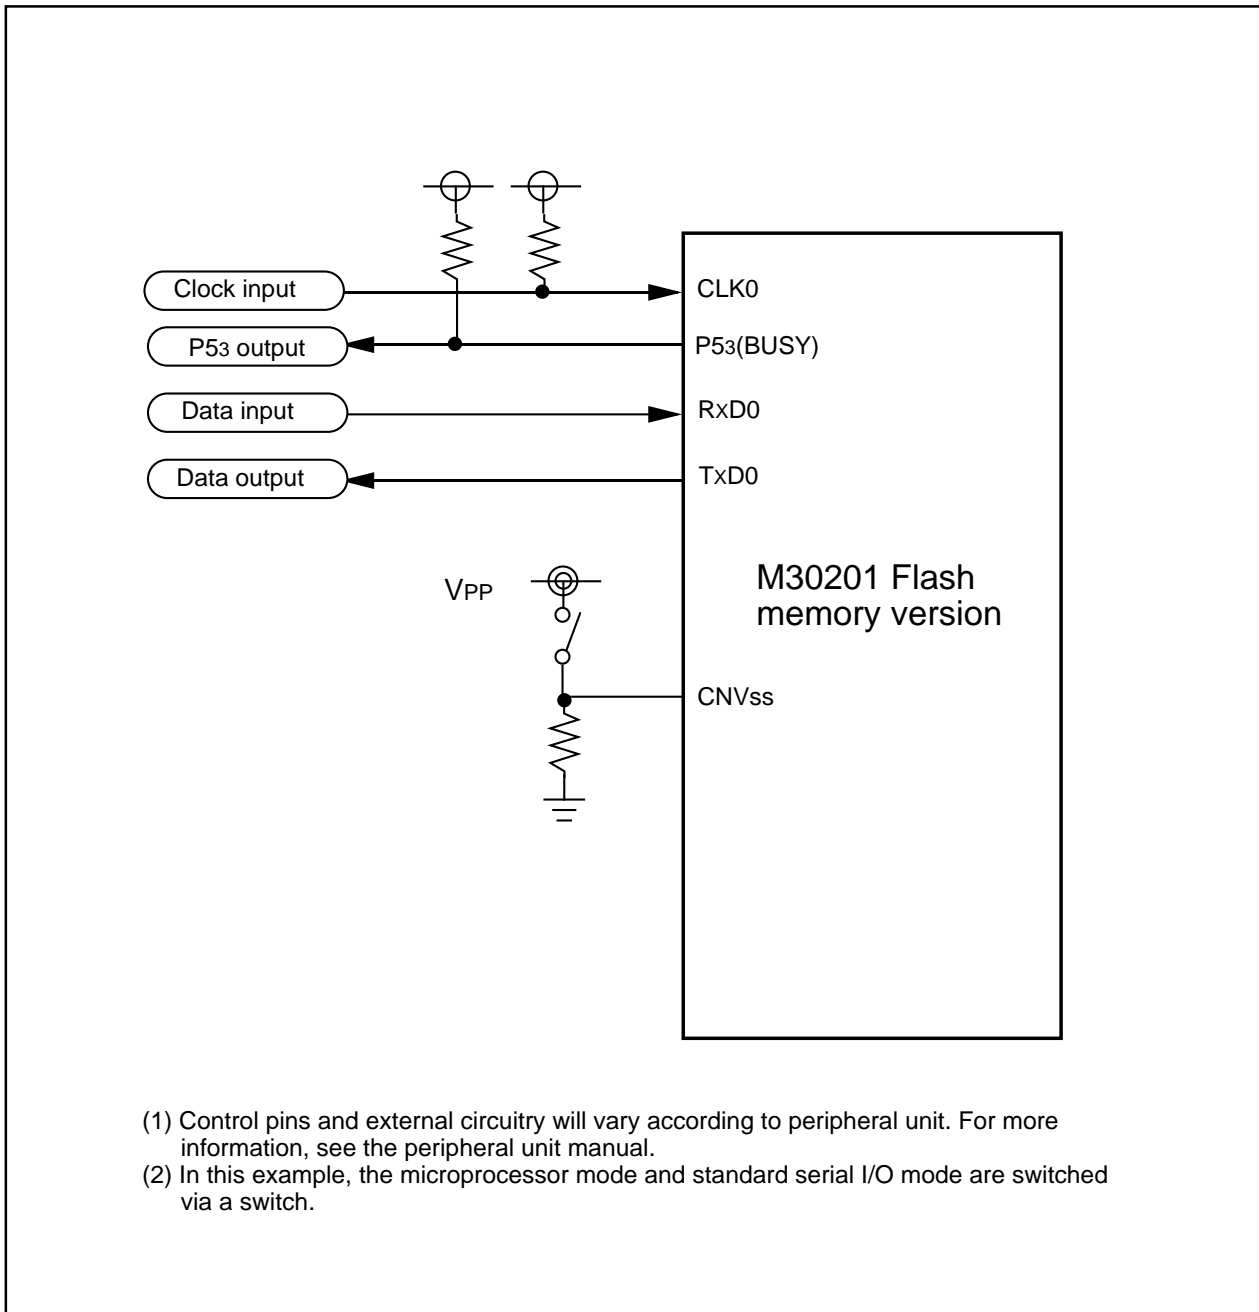 Clock input
CLK0
P53 output
P53(BUSY)
Data input
RXD0
Data output
TXD0
M30201 Flash
memory version
VPP
CNVss
(1) Control pins and external circuitry will vary according to peripheral unit. For more
information, see the peripheral unit manual.
(2) In this example, the microprocessor mode and standard serial I/O mode are switched
via a switch.